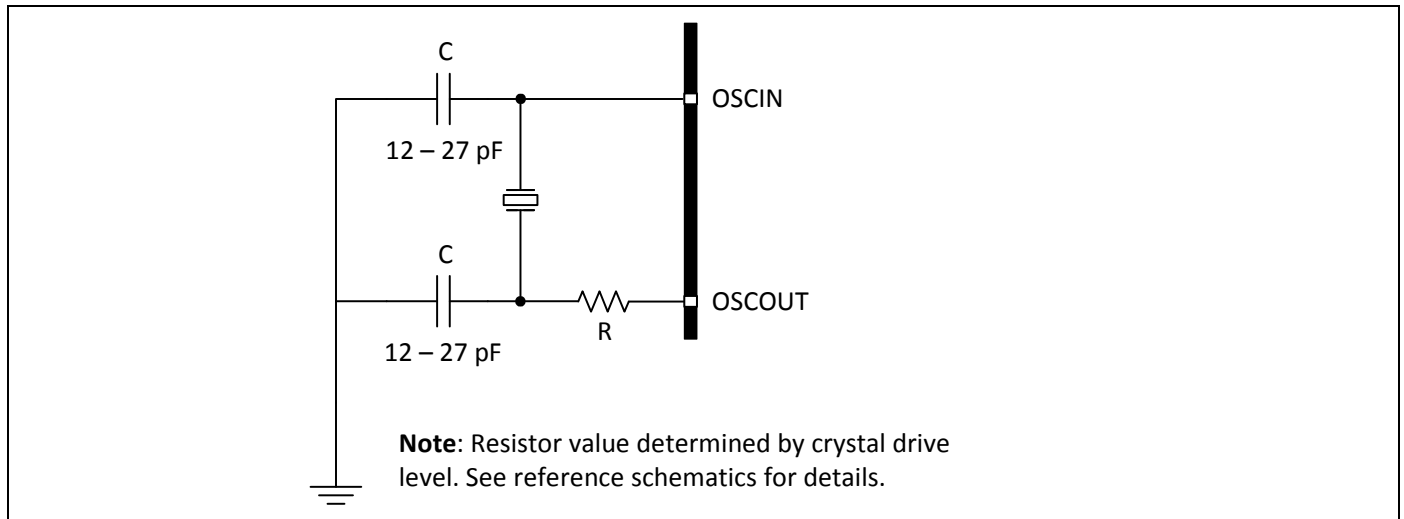 C
OSCIN
12 – 27 pF
C
OSCOUT
R
12 – 27 pF
Note: Resistor value determined by crystal drive
level. See reference schematics for details.